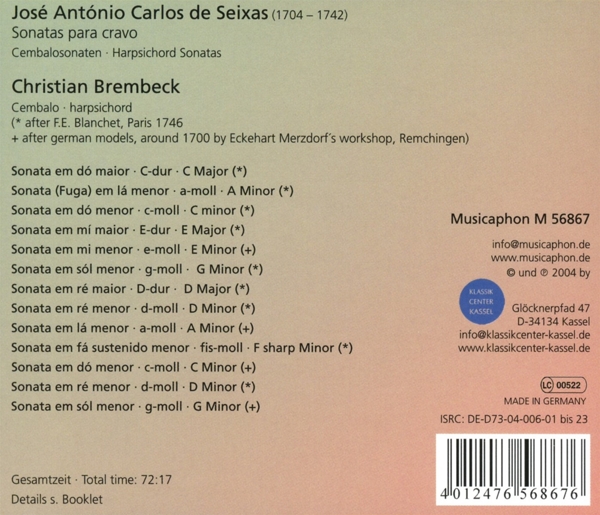 José António Carlos de Seixas (1704 – 1742)
Sonatas para cravo
Cembalosonaten · Harpsichord Sonatas
Christian Brembeck
Cembalo · harpsichord
(* after F.E. Blanchet, Paris 1746
+ after german models, around 1700 by Eckehart Merzdorf's workshop, Remchingen)
Sonata em dó maior · C-dur · C Major (*)
Sonata (Fuga) em lá menor · a-moll · A Minor (*)
Sonata em dó menor · c-moll · C minor (*)
Sonata em mí maior · E-dur · E Major (*)
Sonata em mi menor · e-moll · E Minor (+)
Sonata em sól menor · g-moll · G Minor (*)
Sonata em ré maior · D-dur · D Major (*)
Sonata em ré menor · d-moll · D Minor (*)
Sonata em lá menor · a-moll · A Minor (+)
Sonata em fá sustenido menor · fis-moll · F sharp Minor (*)
Sonata em dó menor · c-moll · C Minor (+)
Sonata em ré menor · d-moll · D Minor (*)
Sonata em sól menor · g-moll · G Minor (+)
Gesamtzeit · Total time: 72:17
Details s. Booklet
Musicaphon M 56867
info@musicaphon.de
www.musicaphon.de
© und ℗ 2004 by
KLASSIK
CENTER
KASSEL
Glöcknerpfad 47
D-34134 Kassel
info@klassikcenter-kassel.de
www.klassikcenter-kassel.de
LC 00522
MADE IN GERMANY
ISRC: DE-D73-04-006-01 bis 23
4 012476 568676